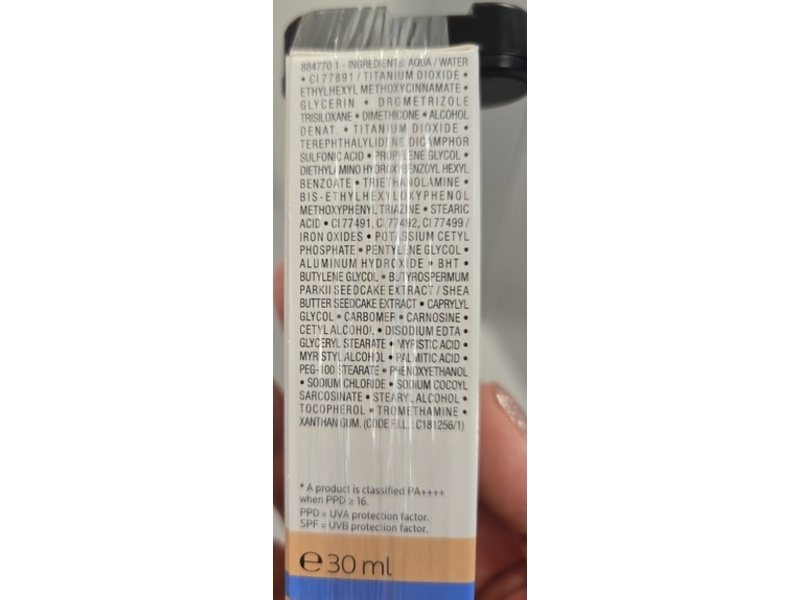 884770 1 - INGREDIENTS: AQUA / WATER
• CI 77891 / TITANIUM DIOXIDE •
ETHYLHEXYL METHOXYCINNAMATE •
GLYCERIN • DROMETRIZOLE
TRISILOXANE • DIMETHICONE • ALCOHOL
DENAT. • TITANIUM DIOXIDE •
TEREPHTHALYLIDENE DICAMPHOR
SULFONIC ACID • PROPYLENE GLYCOL •
DIETHYLAMINO HYDROXYBENZOYL HEXYL
BENZOATE • TRIETHANOLAMINE •
BIS-ETHYLHEXYLOXYPHENOL
METHOXYPHENYL TRIAZINE • STEARIC
ACID • CI 77491, CI 77492, CI 77499 /
IRON OXIDES • POTASSIUM CETYL
PHOSPHATE • PENTYLENE GLYCOL •
ALUMINUM HYDROXIDE • BHT •
BUTYLENE GLYCOL • BUTYROSPERMUM
PARKII SEEDCAKE EXTRACT / SHEA
BUTTER SEEDCAKE EXTRACT • CAPRYLYL
GLYCOL • CARBOMER • CARNOSINE •
CETYL ALCOHOL • DISODIUM EDTA •
GLYCERYL STEARATE • MYRISTIC ACID •
MYRISTYL ALCOHOL • PALMITIC ACID •
PEG-100 STEARATE • PHENOXYETHANOL
• SODIUM CHLORIDE • SODIUM COCOYL
SARCOSINATE • STEARYL ALCOHOL •
TOCOPHEROL • TROMETHAMINE •
XANTHAN GUM. (CODE F.I.L. : C181256/1)
* A product is classified PA++++
when PPD ≥ 16.
PPD = UVA protection factor.
SPF = UVB protection factor.
℮ 30 ml